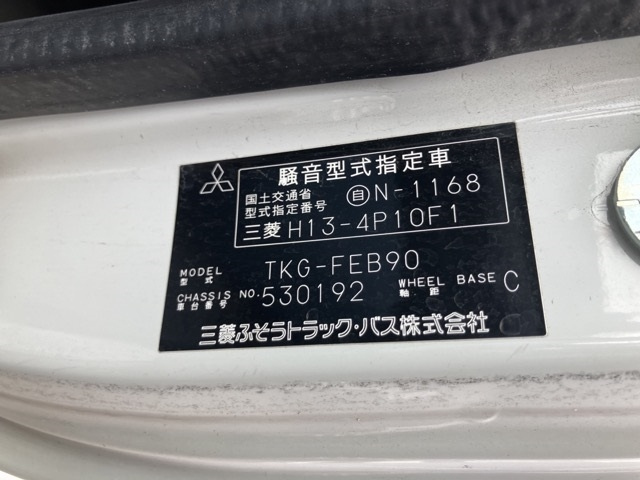 騒音型式指定車
国土交通省
型式指定番号 自N-1168
三菱 H13-4P10F1
MODEL 型式 TKG-FEB90
CHASSIS NO. 車台番号 530192 WHEEL BASE 軸距 C
三菱ふそうトラック・バス株式会社